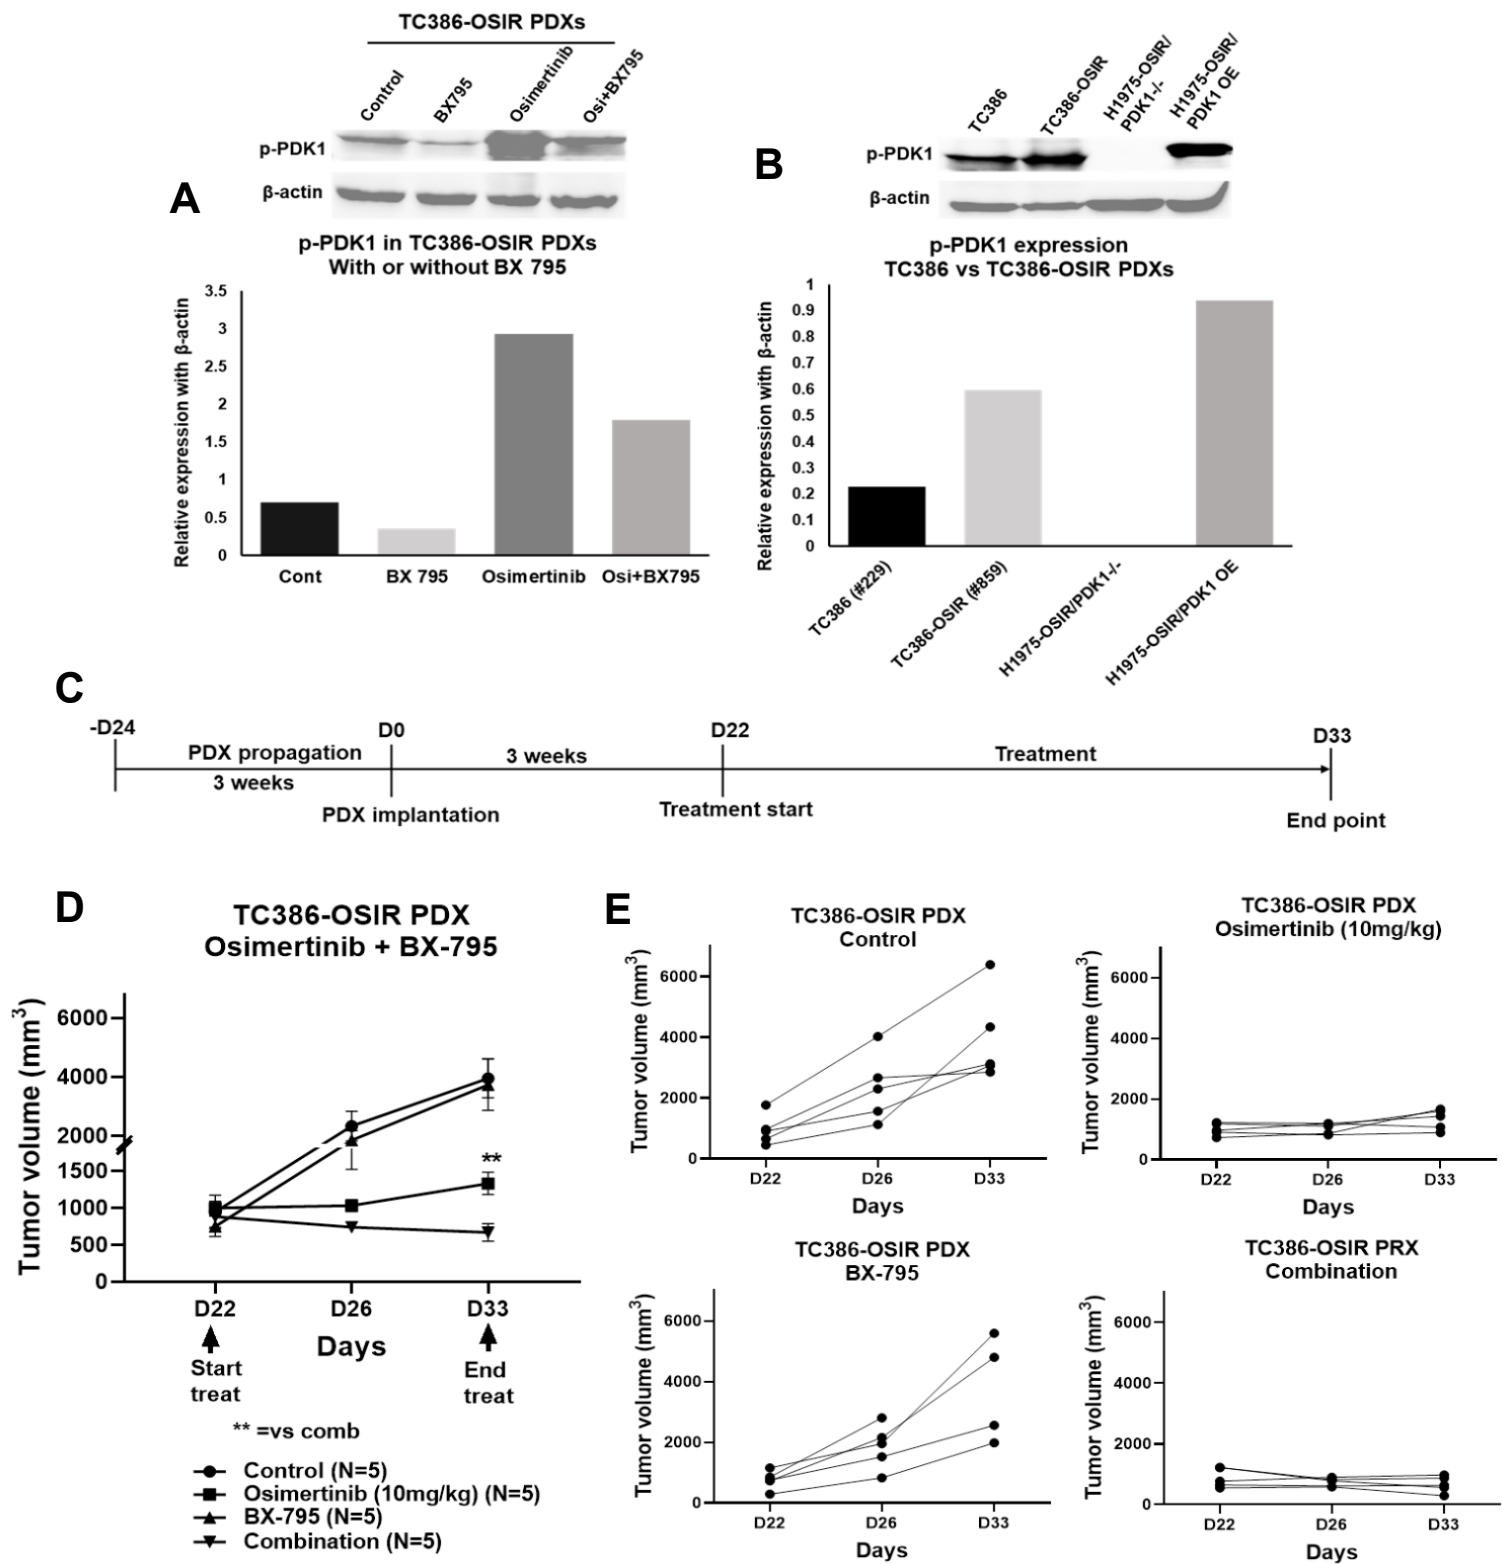 TC386-OSIR PDXs
Control
BX795
Osimertinib
Osi+BX795
p-PDK1
β-actin
A
p-PDK1 in TC386-OSIR PDXs
With or without BX 795
Relative expression with β-actin
3.5
3
2.5
2
1.5
1
0.5
0
Cont
BX 795
Osimertinib
Osi+BX795
TC386
TC386-OSIR
H1975-OSIR/
PDK1-/-
H1975-OSIR/
PDK1 OE
p-PDK1
β-actin
B
p-PDK1 expression
TC386 vs TC386-OSIR PDXs
Relative expression with β-actin
1
0.9
0.8
0.7
0.6
0.5
0.4
0.3
0.2
0.1
0
TC386 (#229)
TC386-OSIR (#859)
H1975-OSIR/PDK1-/-
H1975-OSIR/PDK1 OE
C
-D24
D0
D22
D33
PDX propagation
3 weeks
3 weeks
Treatment
PDX implantation
Treatment start
End point
D
TC386-OSIR PDX
Osimertinib + BX-795
Tumor volume (mm3)
6000
4000
2000
1500
1000
500
0
**
D22
D26
D33
Days
Start
treat
End
treat
** =vs comb
Control (N=5)
Osimertinib (10mg/kg) (N=5)
BX-795 (N=5)
Combination (N=5)
E
TC386-OSIR PDX
Control
Tumor volume (mm3)
6000
4000
2000
0
D22
D26
D33
Days
TC386-OSIR PDX
Osimertinib (10mg/kg)
Tumor volume (mm3)
6000
4000
2000
0
D22
D26
D33
Days
TC386-OSIR PDX
BX-795
Tumor volume (mm3)
6000
4000
2000
0
D22
D26
D33
Days
TC386-OSIR PRX
Combination
Tumor volume (mm3)
6000
4000
2000
0
D22
D26
D33
Days